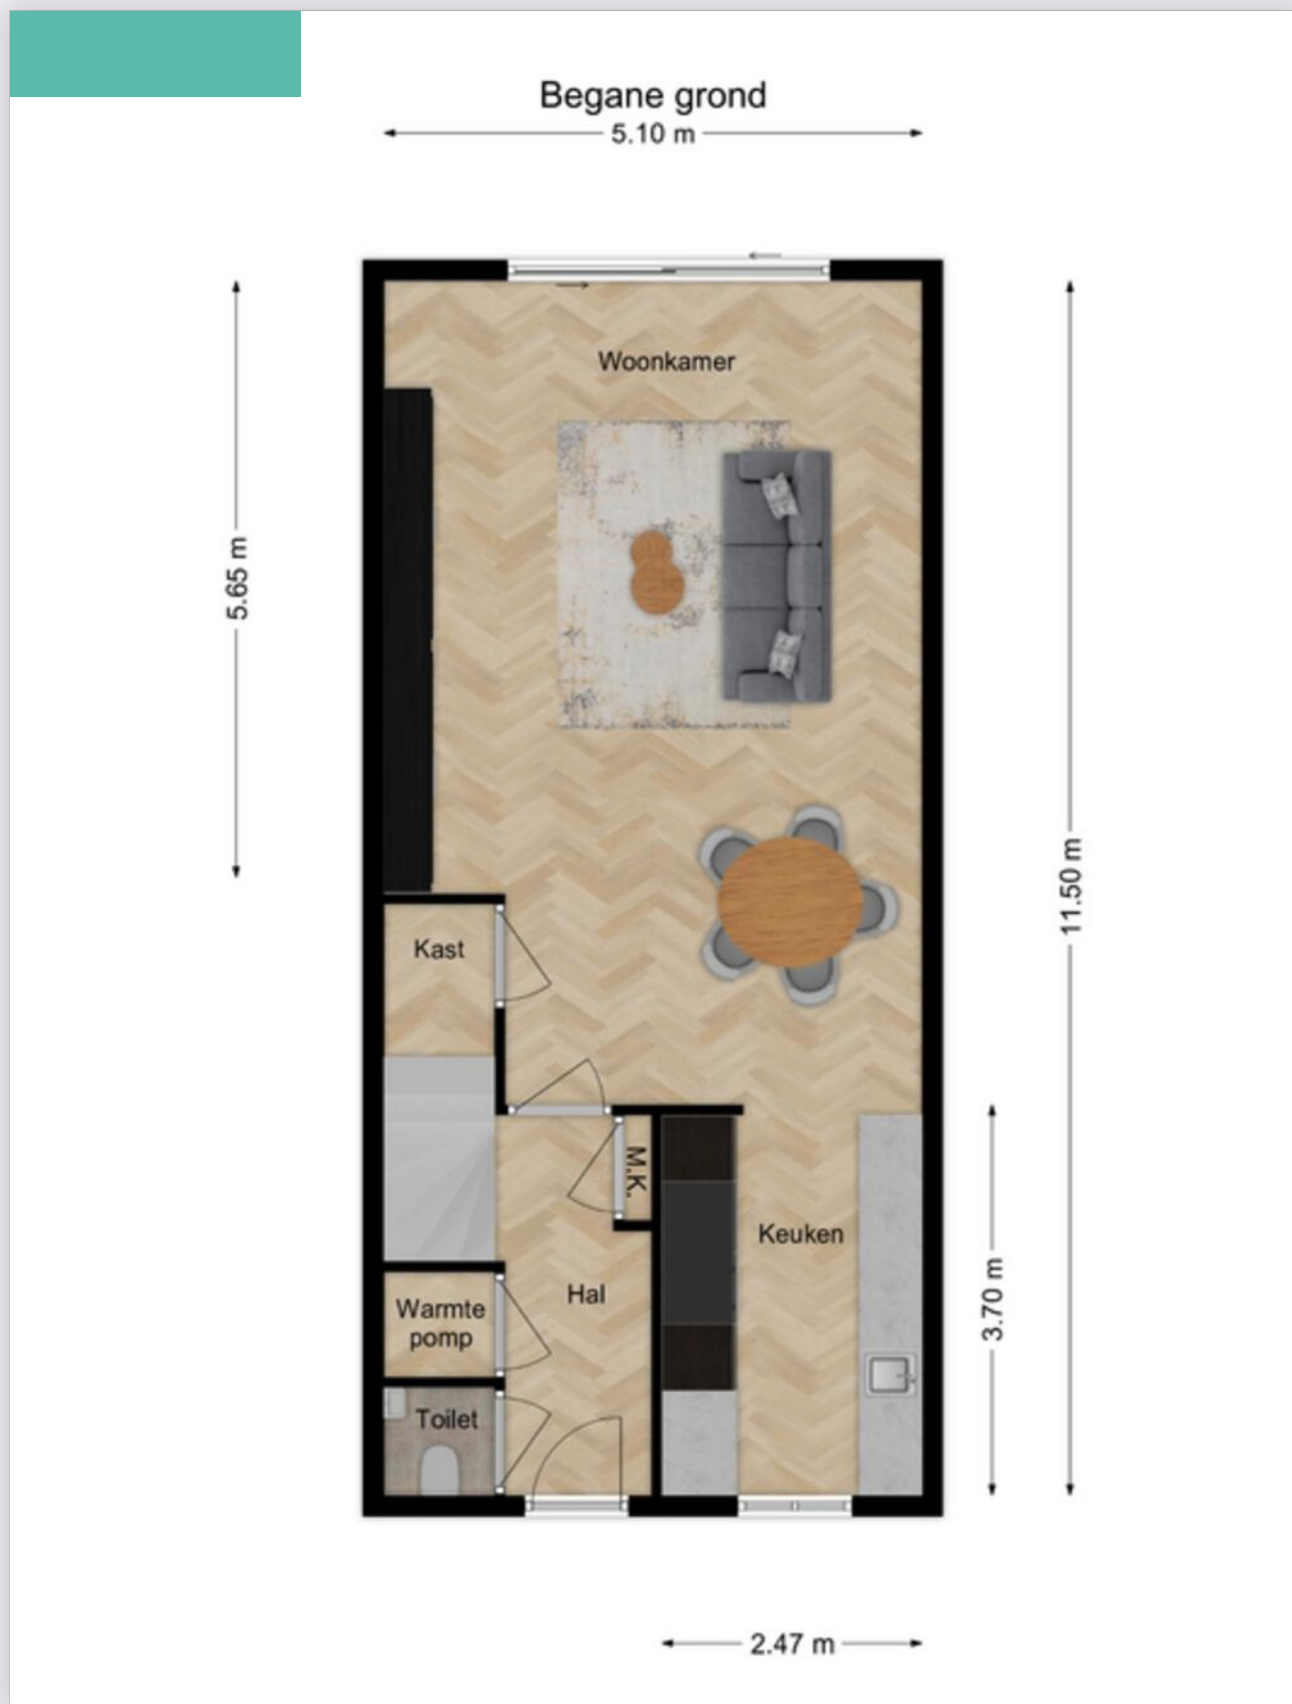 Begane grond
5.10 m
Woonkamer
5.65 m
11.50 m
Kast
M.K.
Keuken
Hal
Warmte
pomp
3.70 m
Toilet
2.47 m